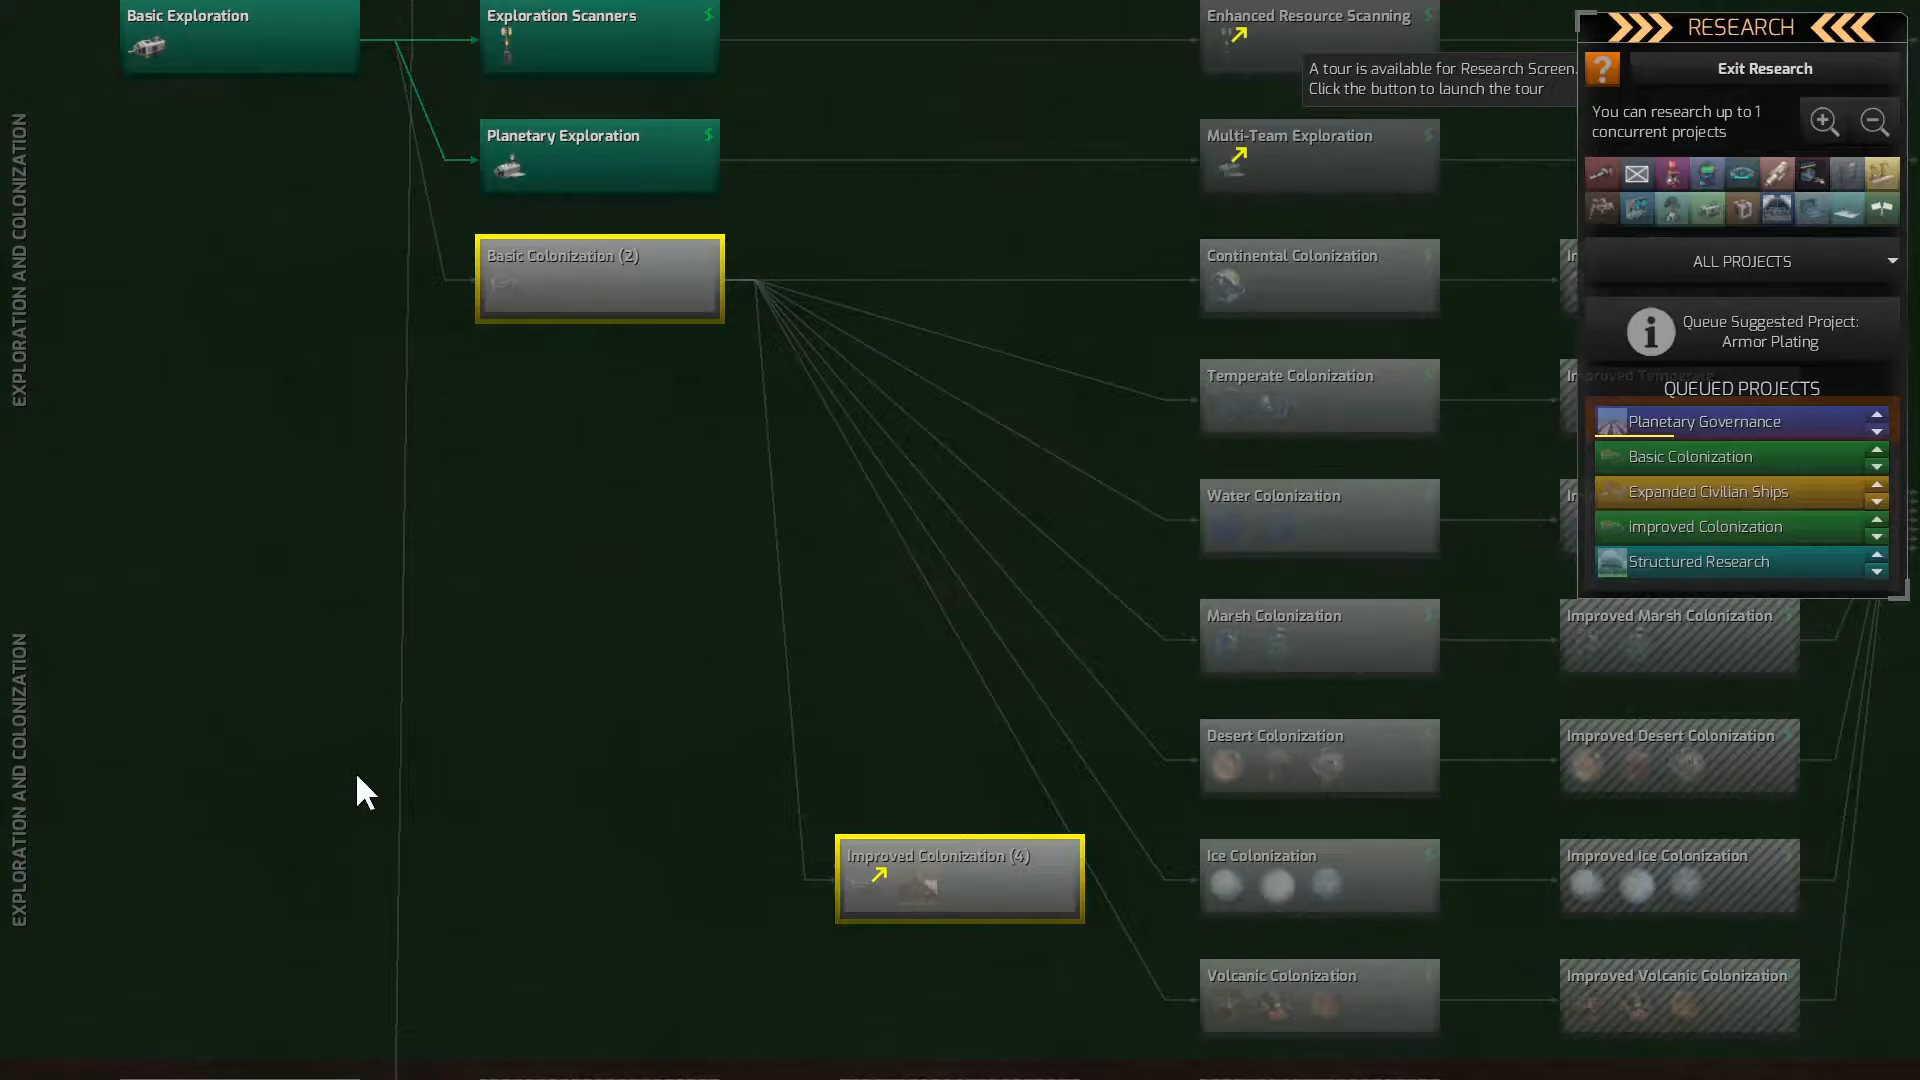 Basic Exploration
Exploration Scanners
Enhanced Resource Scanning
RESEARCH
Exit Research
A tour is available for Research Screen.
Click the button to launch the tour
You can research up to 1
concurrent projects
Planetary Exploration
Multi-Team Exploration
EXPLORATION AND COLONIZATION
Basic Colonization (2)
Continental Colonization
ALL PROJECTS
Queue Suggested Project:
Armor Plating
Temperate Colonization
Improved Temperate
QUEUED PROJECTS
Planetary Governance
Basic Colonization
Expanded Civilian Ships
Improved Colonization
Structured Research
Water Colonization
Marsh Colonization
Improved Marsh Colonization
EXPLORATION AND COLONIZATION
Desert Colonization
Improved Desert Colonization
Improved Colonization (4)
Ice Colonization
Improved Ice Colonization
Volcanic Colonization
Improved Volcanic Colonization